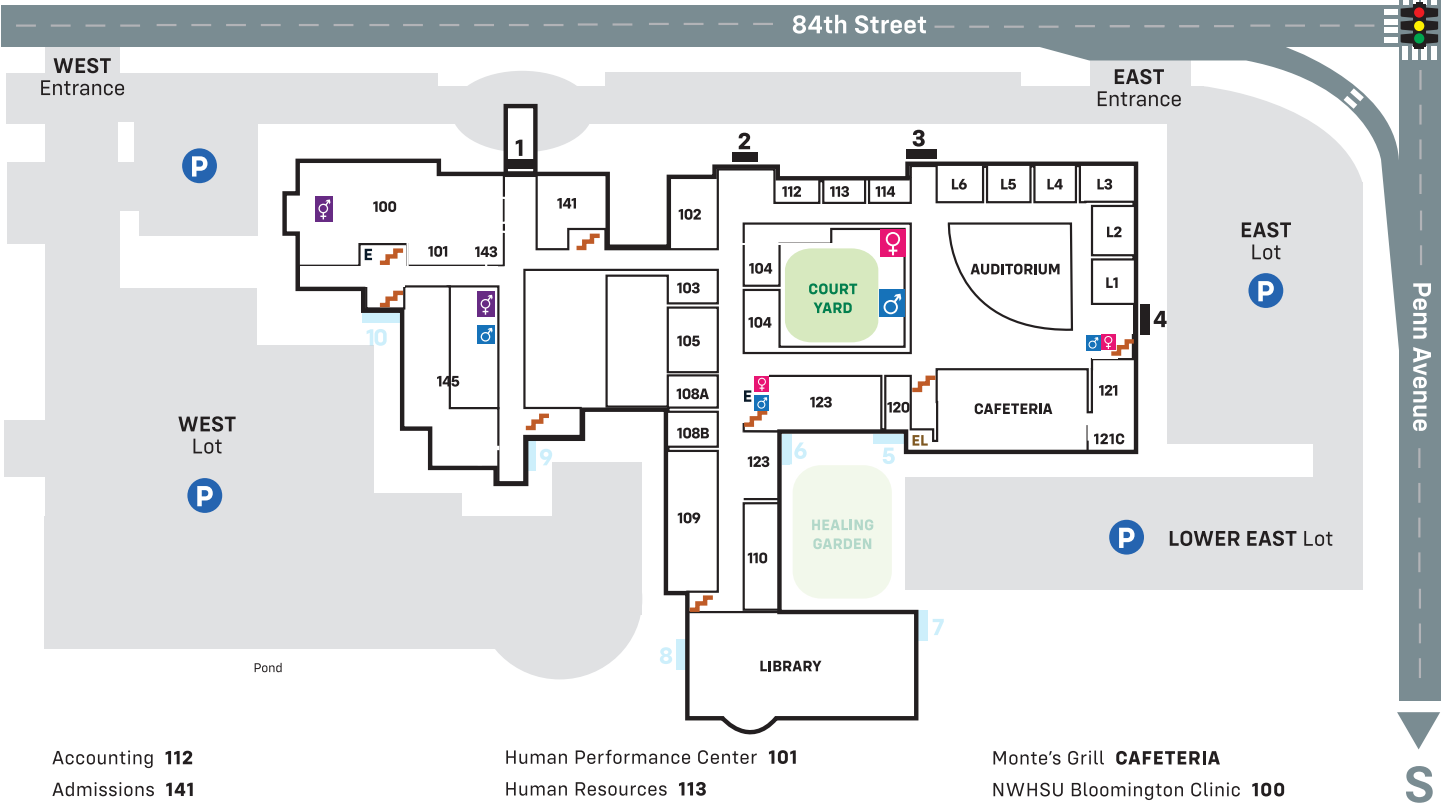 84th Street
WEST
Entrance
EAST
Entrance
P
1
2
3
100
141
102
112
113
114
L6
L5
L4
L3
L2
L1
E
101
143
104
104
COURT
YARD
AUDITORIUM
EAST
Lot
P
Penn Avenue
4
10
103
105
108A
108B
145
E
123
120
CAFETERIA
121
121C
EL
WEST
Lot
P
9
6
5
123
109
110
HEALING
GARDEN
P
LOWER EAST Lot
7
8
LIBRARY
Pond
Accounting 112
Admissions 141
Human Performance Center 101
Human Resources 113
Monte's Grill CAFETERIA
NWHSU Bloomington Clinic 100
S